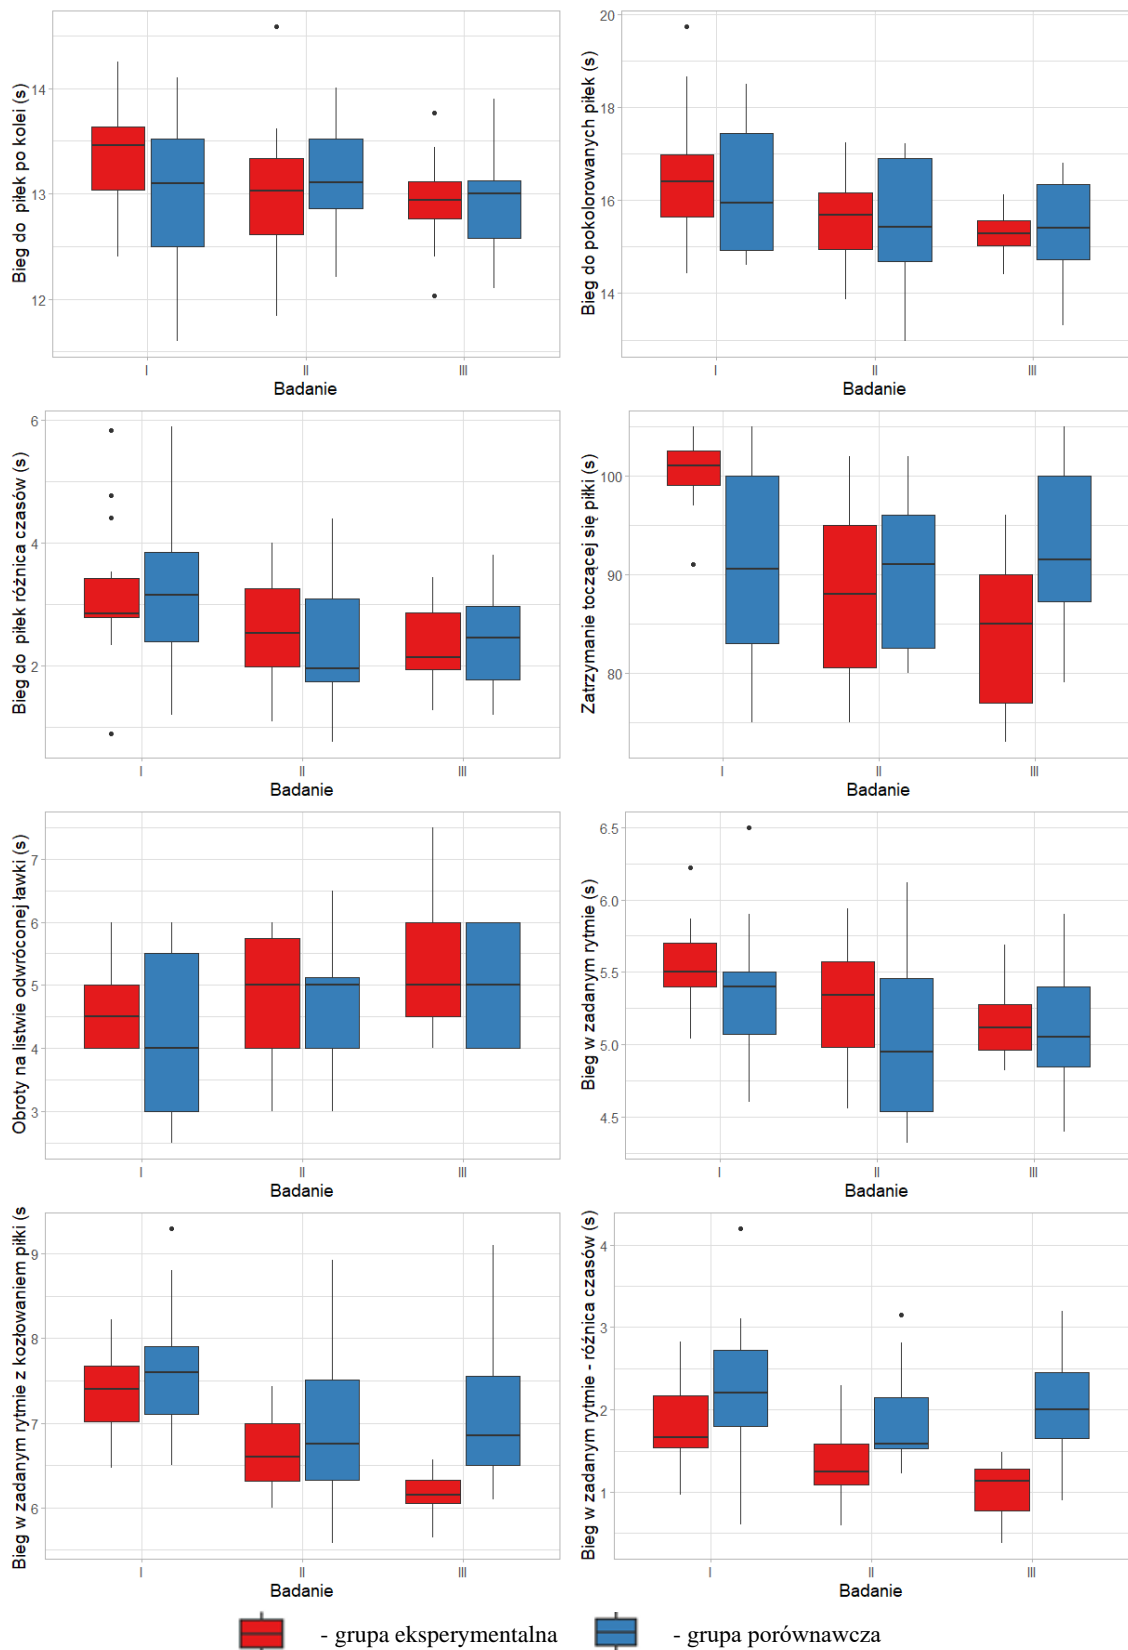 Bieg do piłek po kolei (s)
14
13
12
I II III
Badanie
Bieg do pokolorowanych piłek (s)
20
18
16
14
I II III
Badanie
Bieg do piłek różnica czasów (s)
6
4
2
I II III
Badanie
Zatrzymanie toczącej się piłki (s)
100
90
80
I II III
Badanie
Obroty na listwie odwróconej ławki (s)
7
6
5
4
3
I II III
Badanie
Bieg w zadanym rytmie (s)
6.5
6.0
5.5
5.0
4.5
I II III
Badanie
Bieg w zadanym rytmie z kozłowaniem piłki (s
9
8
7
6
I II III
Badanie
Bieg w zadanym rytmie - różnica czasów (s)
4
3
2
1
I II III
Badanie
- grupa eksperymentalna - grupa porównawcza